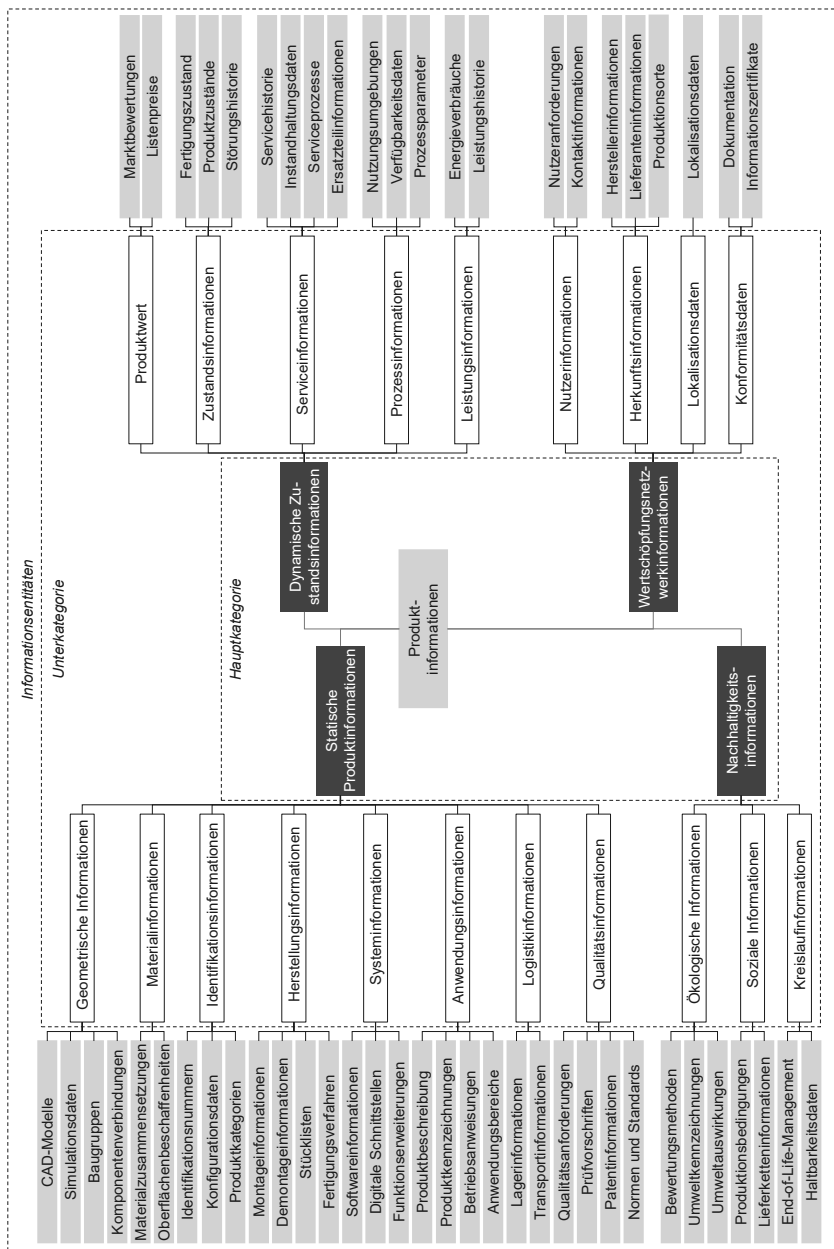 Informationsentitäten
Unterkategorie
Hauptkategorie
Produkt-
informationen
Statische
Produktinformationen
Geometrische Informationen
CAD-Modelle
Simulationsdaten
Baugruppen
Komponentenverbindungen
Materialinformationen
Materialzusammensetzungen
Oberflächenbeschaffenheiten
Identifikationsinformationen
Identifikationsnummern
Konfigurationsdaten
Produktkategorien
Herstellungsinformationen
Montageinformationen
Demontageinformationen
Stücklisten
Fertigungsverfahren
Systeminformationen
Softwareinformationen
Digitale Schnittstellen
Funktionserweiterungen
Anwendungsinformationen
Produktbeschreibung
Produktkennzeichnungen
Betriebsanweisungen
Anwendungsbereiche
Logistikinformationen
Lagerinformationen
Transportinformationen
Qualitätsinformationen
Qualitätsanforderungen
Prüfvorschriften
Patentinformationen
Normen und Standards
Nachhaltigkeits-
informationen
Ökologische Informationen
Bewertungsmethoden
Umweltkennzeichnungen
Umweltauswirkungen
Soziale Informationen
Produktionsbedingungen
Lieferketteninformationen
Kreislaufinformationen
End-of-Life-Management
Haltbarkeitsdaten
Dynamische Zu-
standsinformationen
Produktwert
Marktbewertungen
Listenpreise
Zustandsinformationen
Fertigungszustand
Produktzustände
Störungshistorie
Serviceinformationen
Servicehistorie
Instandhaltungsdaten
Serviceprozesse
Ersatzteilinformationen
Prozessinformationen
Nutzungsumgebungen
Verfügbarkeitsdaten
Prozessparameter
Leistungsinformationen
Energieverbräuche
Leistungshistorie
Wertschöpfungsnetz-
werkinformationen
Nutzerinformationen
Nutzeranforderungen
Kontaktinformationen
Herkunftsinformationen
Herstellerinformationen
Lieferanteninformationen
Produktionsorte
Lokalisationsdaten
Lokalisationsdaten
Konformitätsdaten
Dokumentation
Informationszertifikate